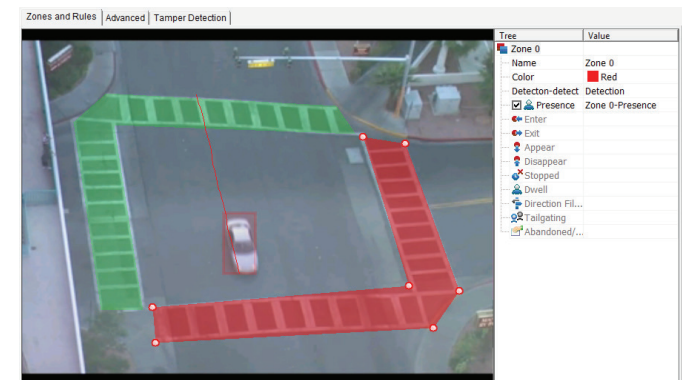 Zones and Rules Advanced Tamper Detection
Tree Value
Zone 0
Name Zone 0
Color Red
Detecton-detect Detection
Presence Zone 0-Presence
Enter
Exit
Appear
Disappear
Stopped
Dwell
Direction Fil...
Tailgating
Abandoned/...